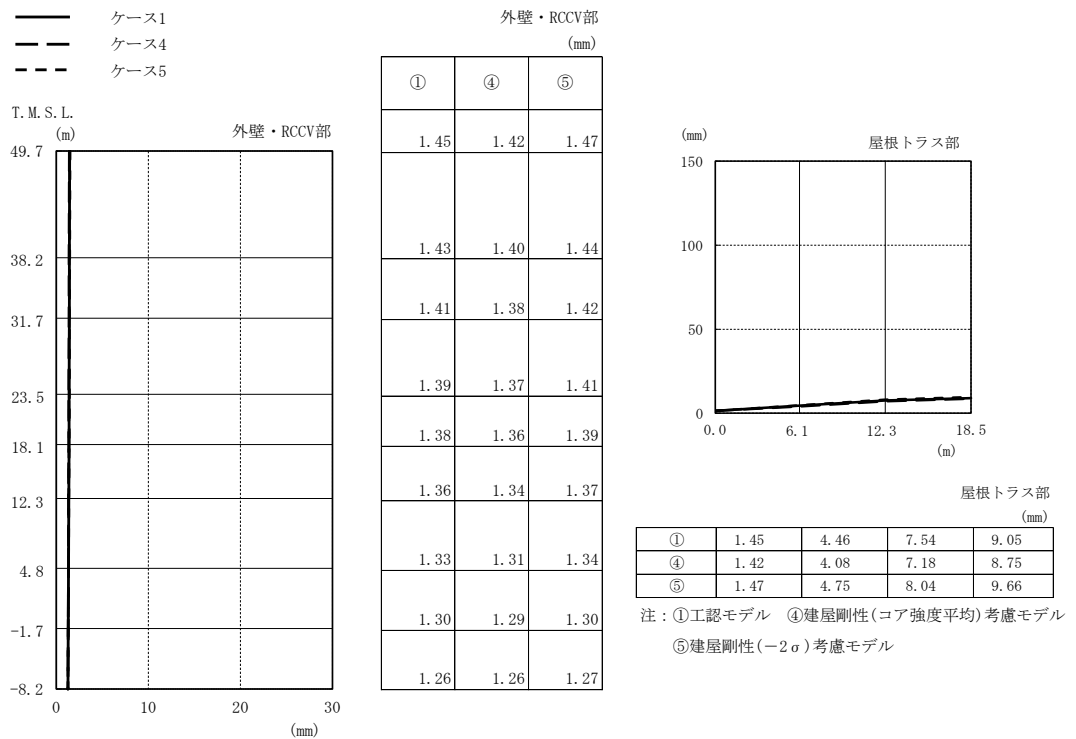 ケース1
ケース4
ケース5
T.M.S.L.
(m)
外壁・RCCV部
49.7
38.2
31.7
23.5
18.1
12.3
4.8
-1.7
-8.2
0 10 20 30
(mm)
外壁・RCCV部
(mm)
① ④ ⑤
1.45 1.42 1.47
1.43 1.40 1.44
1.41 1.38 1.42
1.39 1.37 1.41
1.38 1.36 1.39
1.36 1.34 1.37
1.33 1.31 1.34
1.30 1.29 1.30
1.26 1.26 1.27
(mm)
屋根トラス部
150
100
50
0
0.0 6.1 12.3 18.5
(m)
屋根トラス部
(mm)
① 1.45 4.46 7.54 9.05
④ 1.42 4.08 7.18 8.75
⑤ 1.47 4.75 8.04 9.66
注：①工認モデル ④建屋剛性(コア強度平均)考慮モデル
⑤建屋剛性(－2σ)考慮モデル